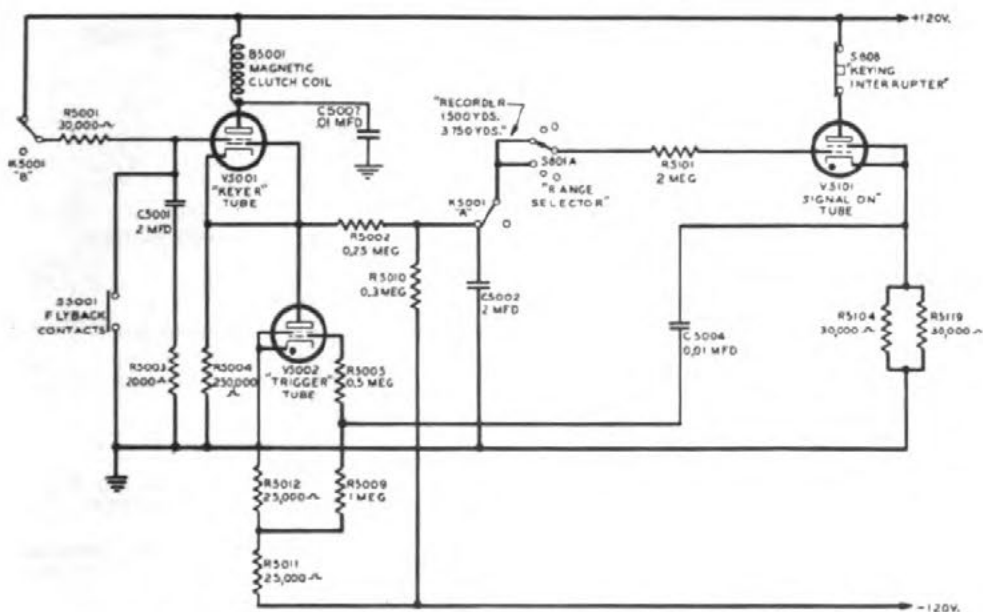 +120V.
B5001
MAGNETIC
CLUTCH COIL
S808
"KEYING
INTERRUPTER"
R5001
30,000
C5007
.01 MFD
"RECORDER
1500 YDS.
3750 YDS."
K5001
"B"
V5001
"KEYER"
TUBE
S801A
"RANGE
SELECTOR"
R5101
2 MEG
V5101
"SIGNAL ON"
TUBE
C5001
2 MFD
K5001
"A"
R5002
0.25 MEG
R5010
0.3 MEG
C5002
2 MFD
S5001
FLYBACK
CONTACTS
C5004
0.01 MFD
R5104
30,000
R5119
30,000
R5003
2000
R5004
250,000
V5002
"TRIGGER"
TUBE
R5005
0.5 MEG
R5012
25,000
R5009
1 MEG
R5011
25,000
-120V.